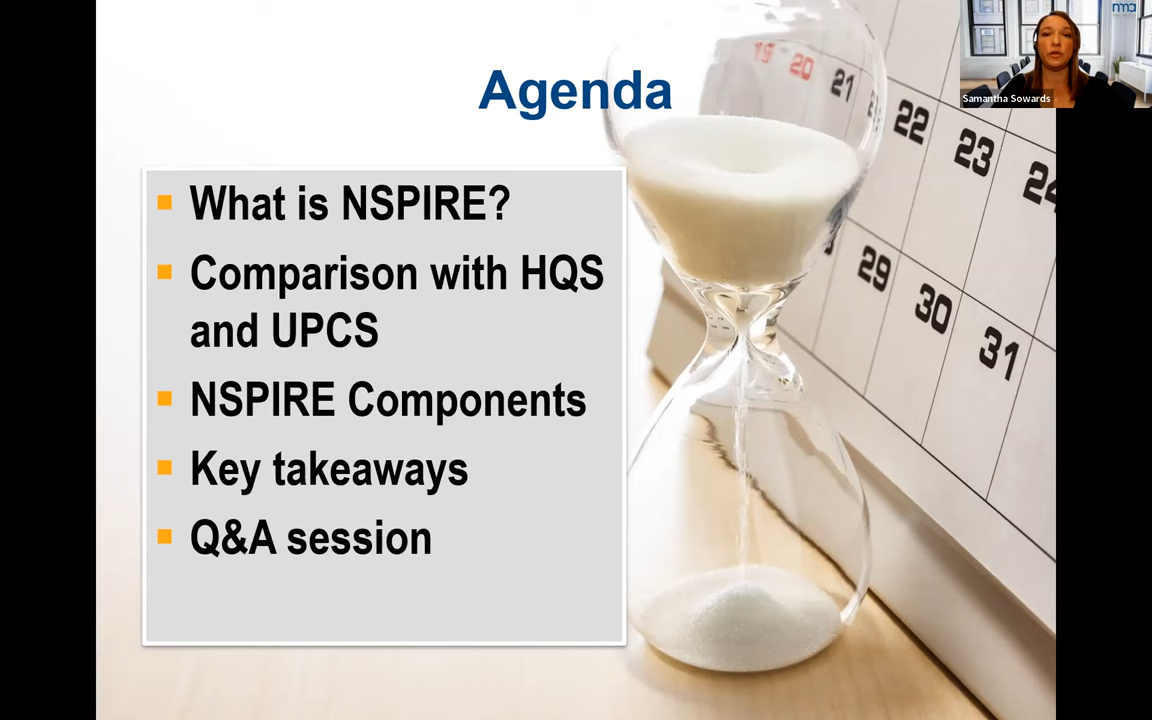 Agenda
What is NSPIRE?
Comparison with HQS
and UPCS
NSPIRE Components
Key takeaways
Q&A session
19 20 21 22 23 24
29 30 31
nma
Samantha Sowards